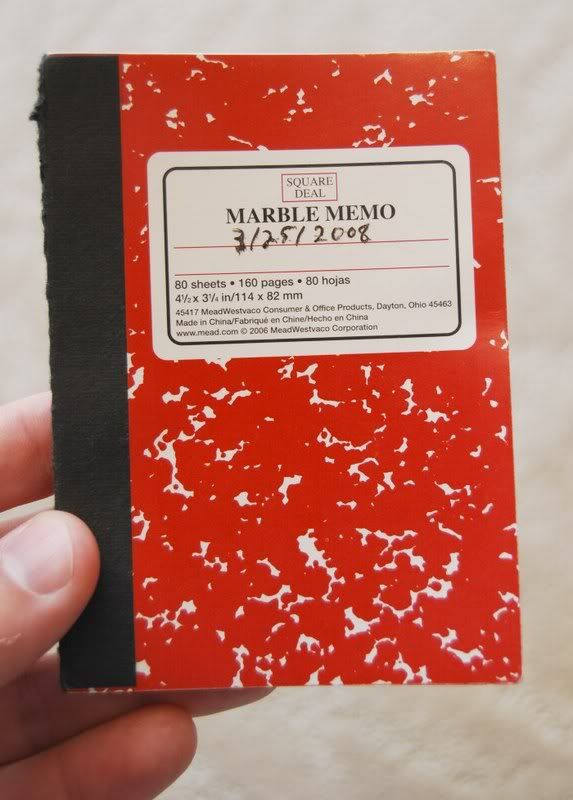 SQUARE
DEAL
MARBLE MEMO
3/25/2008
80 sheets • 160 pages • 80 hojas
4½ x 3¼ in/114 x 82 mm
45417 MeadWestvaco Consumer & Office Products, Dayton, Ohio 45463
Made in China/Fabriqué en Chine/Hecho en China
www.mead.com © 2006 MeadWestvaco Corporation